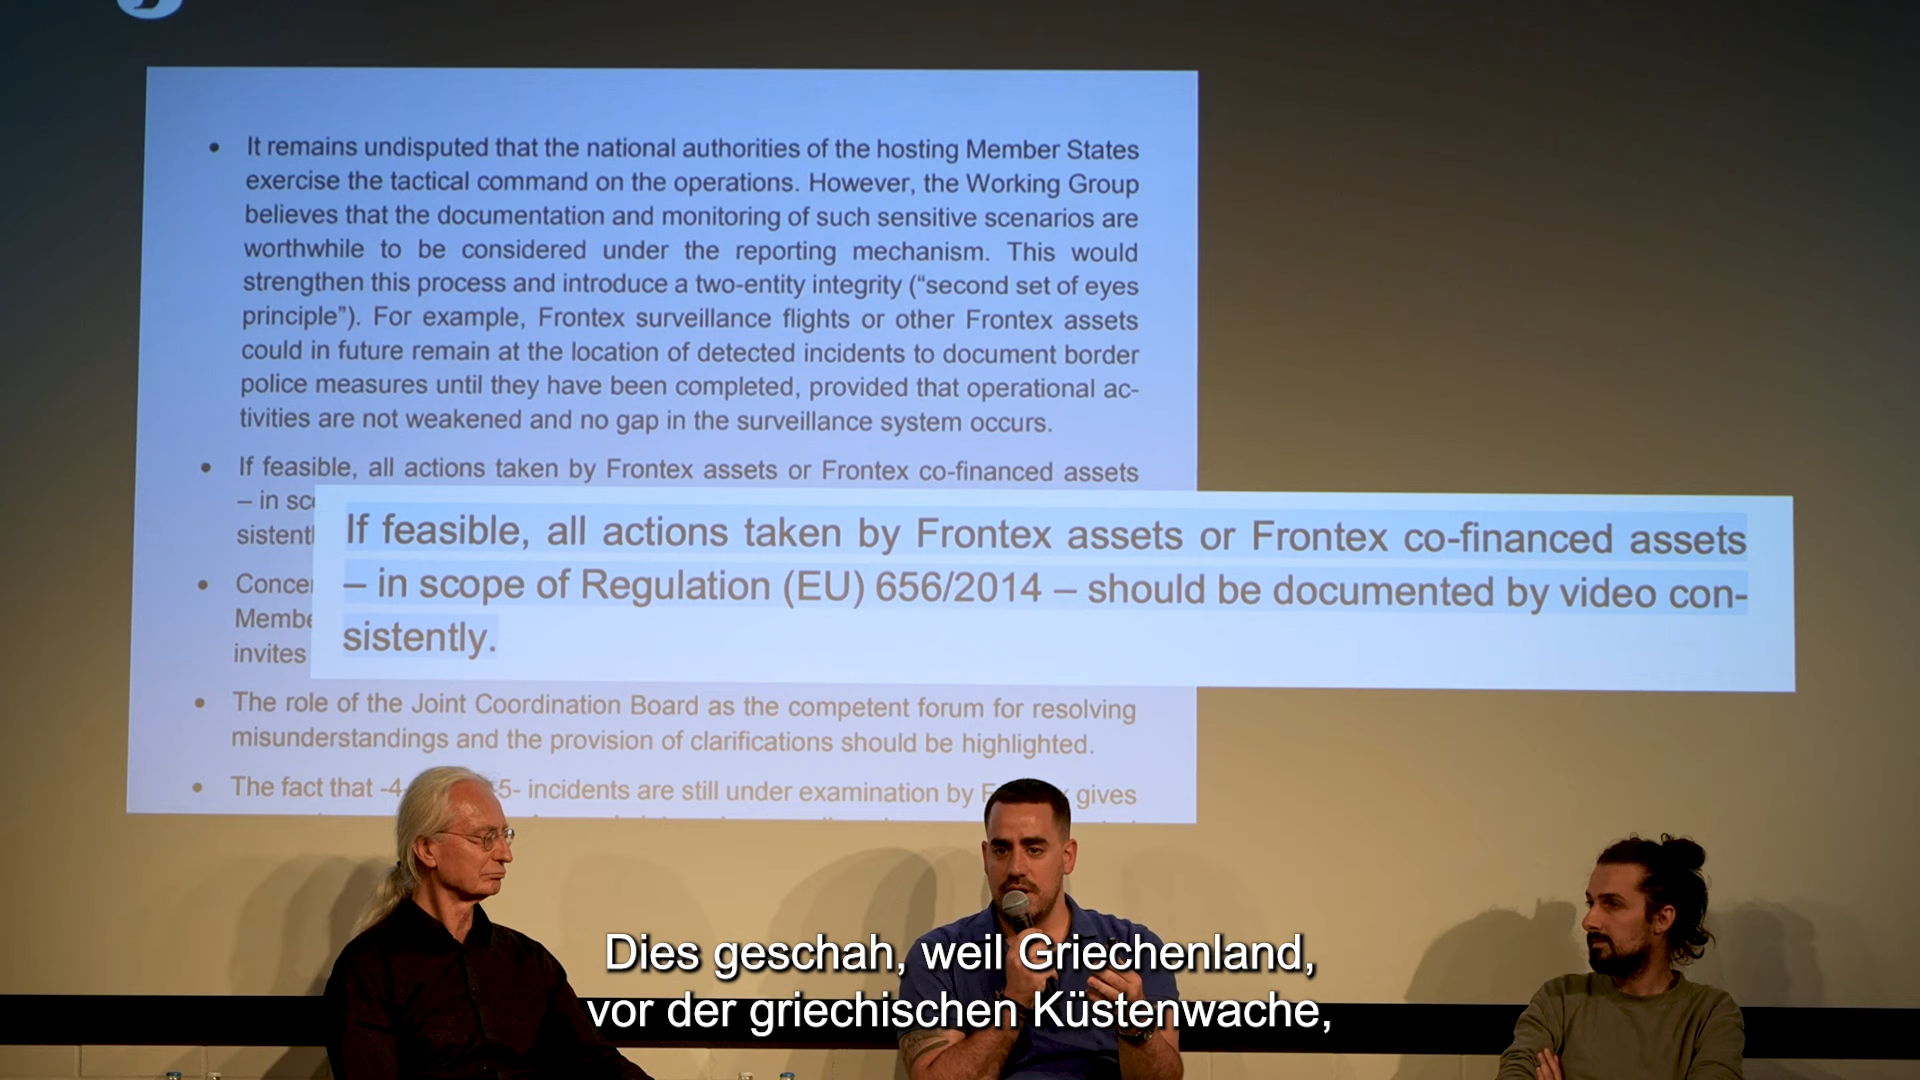 • It remains undisputed that the national authorities of the hosting Member States
exercise the tactical command on the operations. However, the Working Group
believes that the documentation and monitoring of such sensitive scenarios are
worthwhile to be considered under the reporting mechanism. This would
strengthen this process and introduce a two-entity integrity (“second set of eyes
principle”). For example, Frontex surveillance flights or other Frontex assets
could in future remain at the location of detected incidents to document border
police measures until they have been completed, provided that operational ac-
tivities are not weakened and no gap in the surveillance system occurs.
• If feasible, all actions taken by Frontex assets or Frontex co-financed assets
– in
sistent
If feasible, all actions taken by Frontex assets or Frontex co-financed assets
– in scope of Regulation (EU) 656/2014 – should be documented by video con-
sistently.
•
invites
• The role of the Joint Coordination Board as the competent forum for resolving
misunderstandings and the provision of clarifications should be highlighted.
• The fact that -4 5- incidents are still under examination by gives
Dies geschah, weil Griechenland,
vor der griechischen Küstenwache,